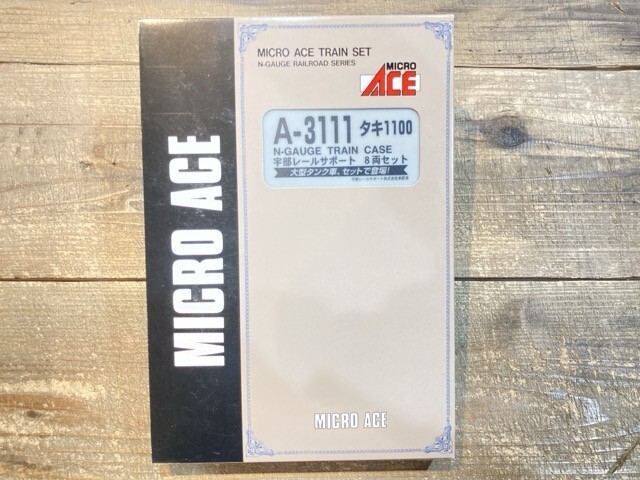 MICRO ACE
MICRO ACE TRAIN SET
N-GAUGE RAILROAD SERIES
MICRO
ACE
A-3111 タキ1100
N-GAUGE TRAIN CASE
宇部レールサポート 8両セット
大型タンク車、セットで登場!
MICRO ACE